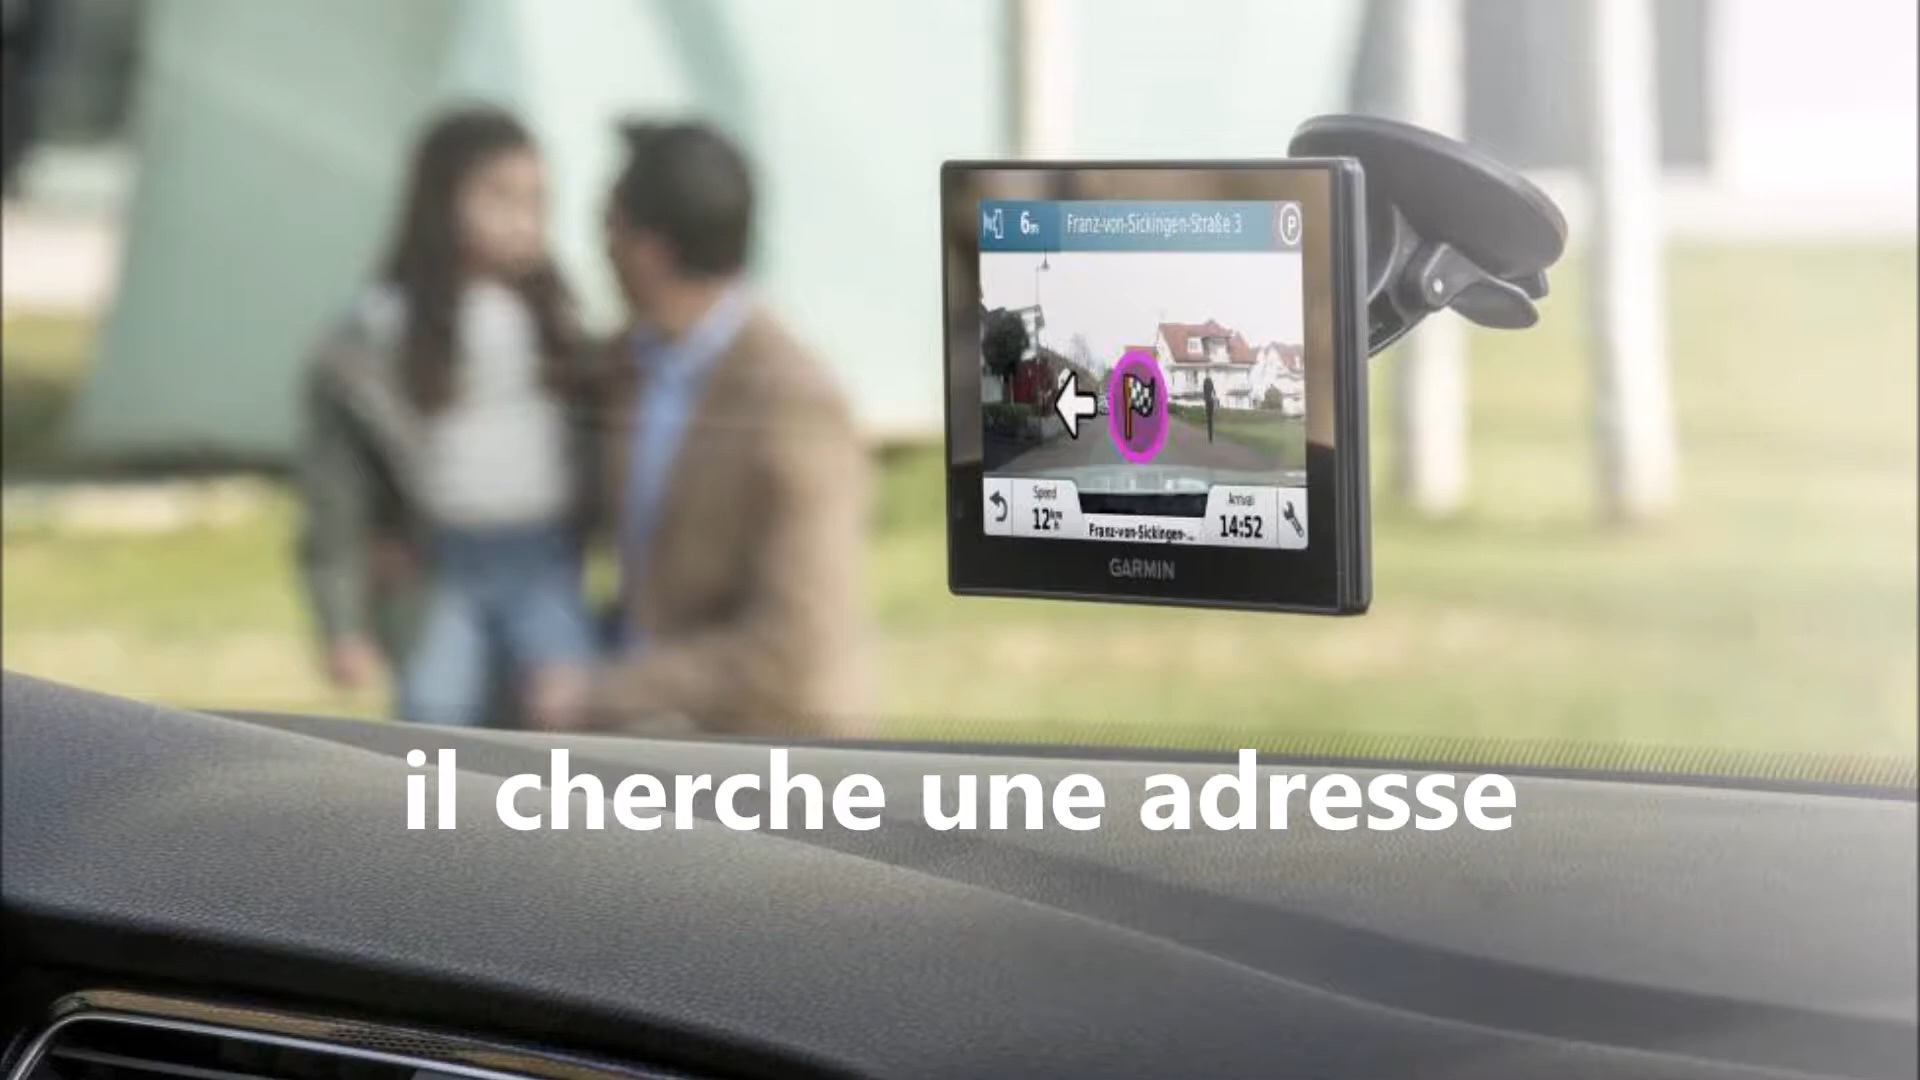 6m Franz-von-Sickingen-Straße 3 P
Speed
12 km/h
Franz-von-Sickingen-...
Arrival
14:52
GARMIN
il cherche une adresse